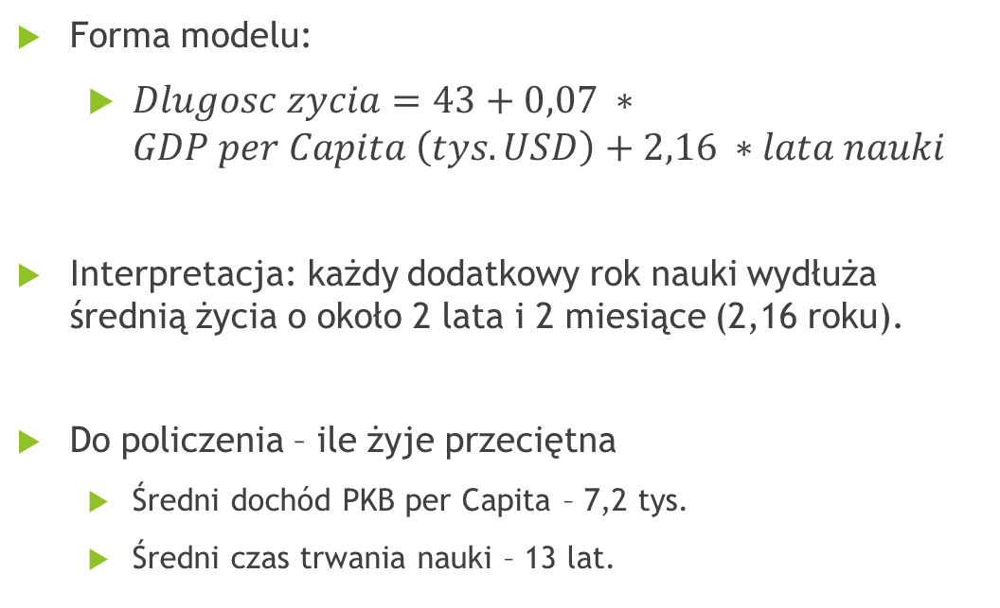 Forma modelu:
Dlugosc zycia = 43 + 0,07 *
GDP per Capita (tys. USD) + 2,16 * lata nauki
Interpretacja: każdy dodatkowy rok nauki wydłuża
średnią życia o około 2 lata i 2 miesiące (2,16 roku).
Do policzenia – ile żyje przeciętna
Średni dochód PKB per Capita – 7,2 tys.
Średni czas trwania nauki – 13 lat.